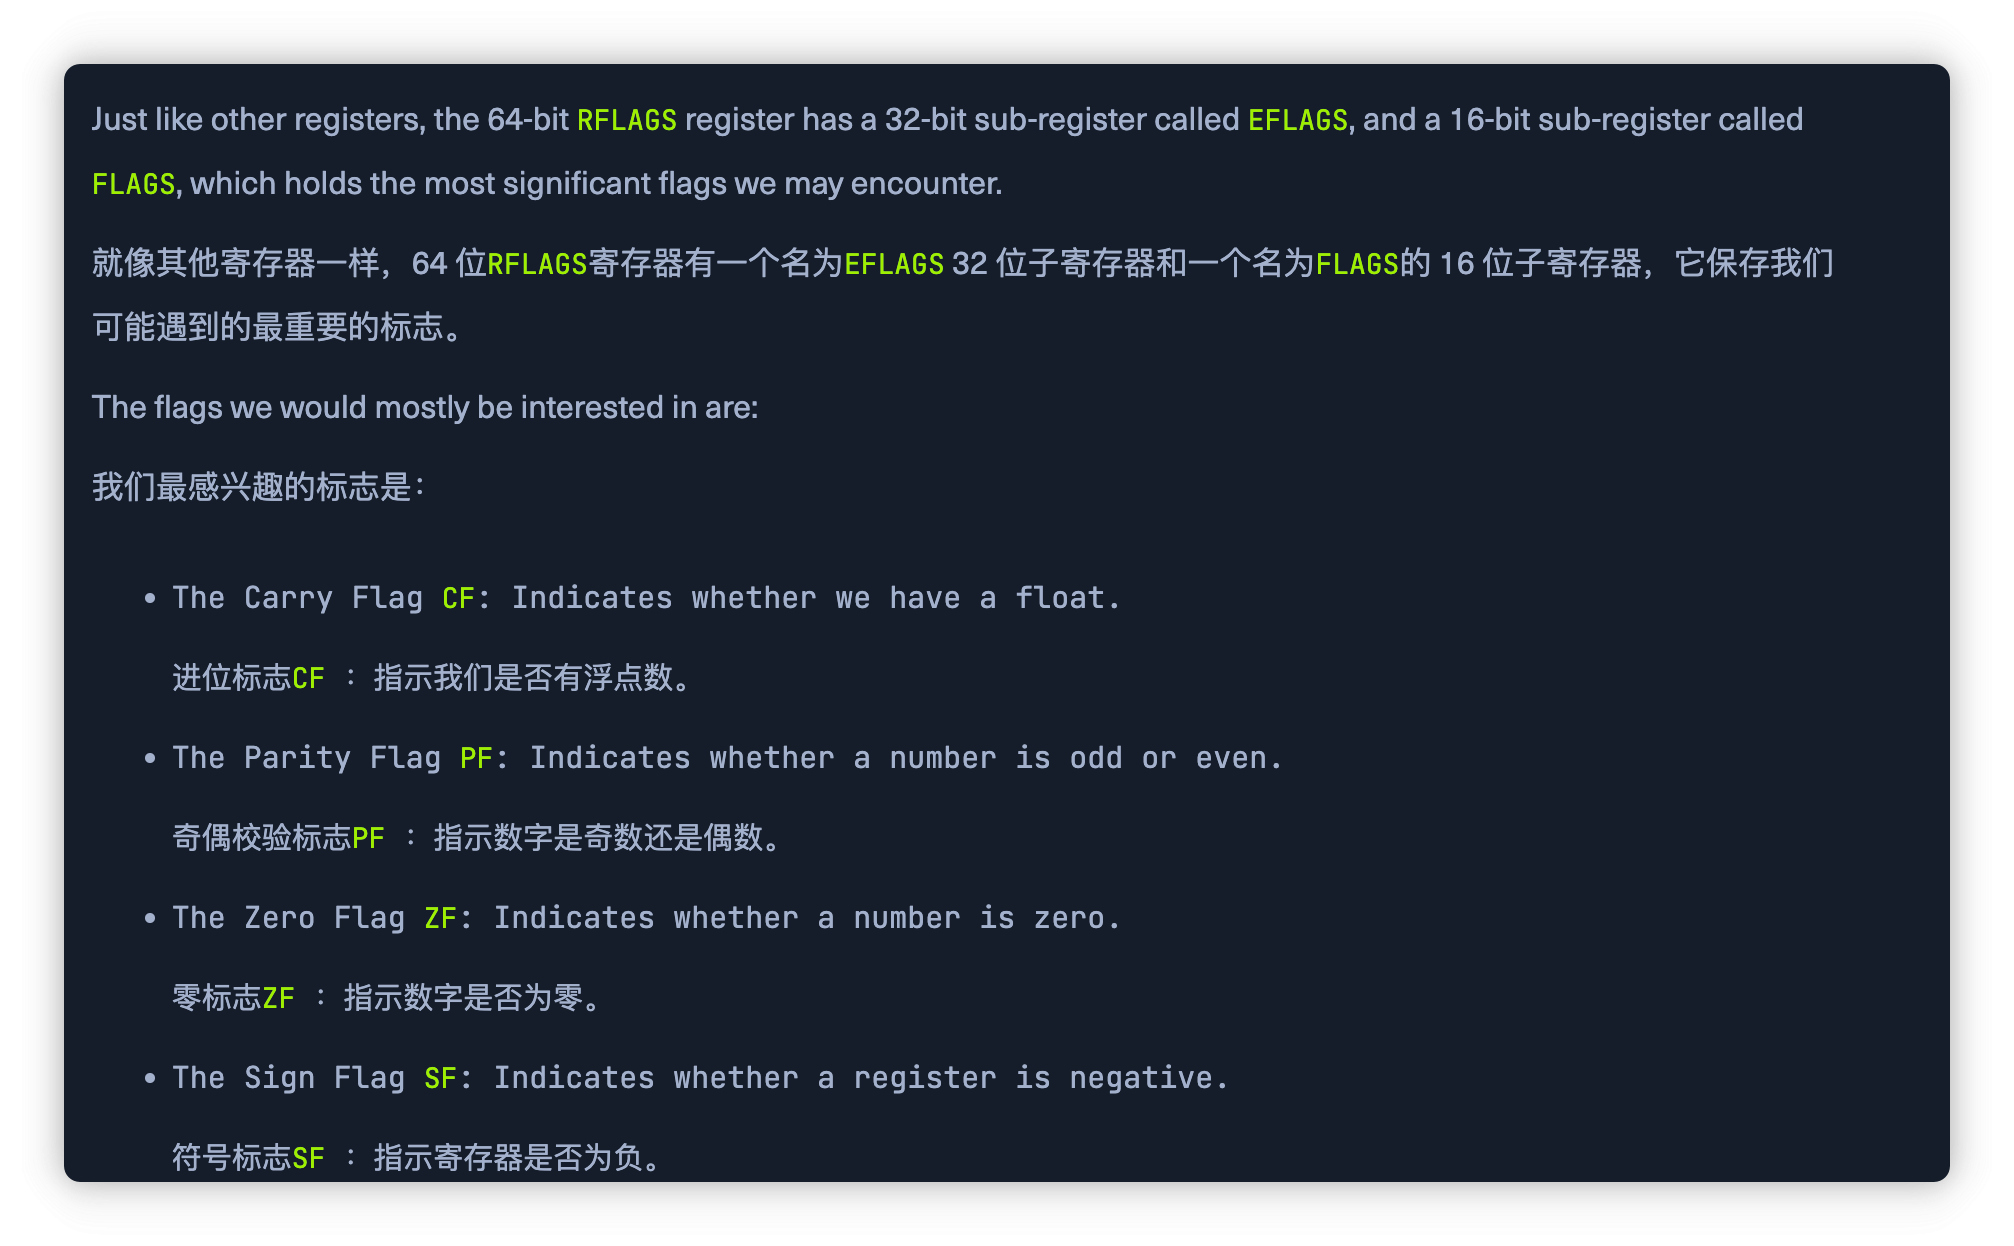 Just like other registers, the 64-bit RFLAGS register has a 32-bit sub-register called EFLAGS, and a 16-bit sub-register called
FLAGS, which holds the most significant flags we may encounter.
就像其他寄存器一样，64 位RFLAGS寄存器有一个名为EFLAGS 32 位子寄存器和一个名为FLAGS的 16 位子寄存器，它保存我们
可能遇到的最重要的标志。
The flags we would mostly be interested in are:
我们最感兴趣的标志是：
• The Carry Flag CF: Indicates whether we have a float.
进位标志CF ：指示我们是否有浮点数。
• The Parity Flag PF: Indicates whether a number is odd or even.
奇偶校验标志PF ：指示数字是奇数还是偶数。
• The Zero Flag ZF: Indicates whether a number is zero.
零标志ZF ：指示数字是否为零。
• The Sign Flag SF: Indicates whether a register is negative.
符号标志SF ：指示寄存器是否为负。